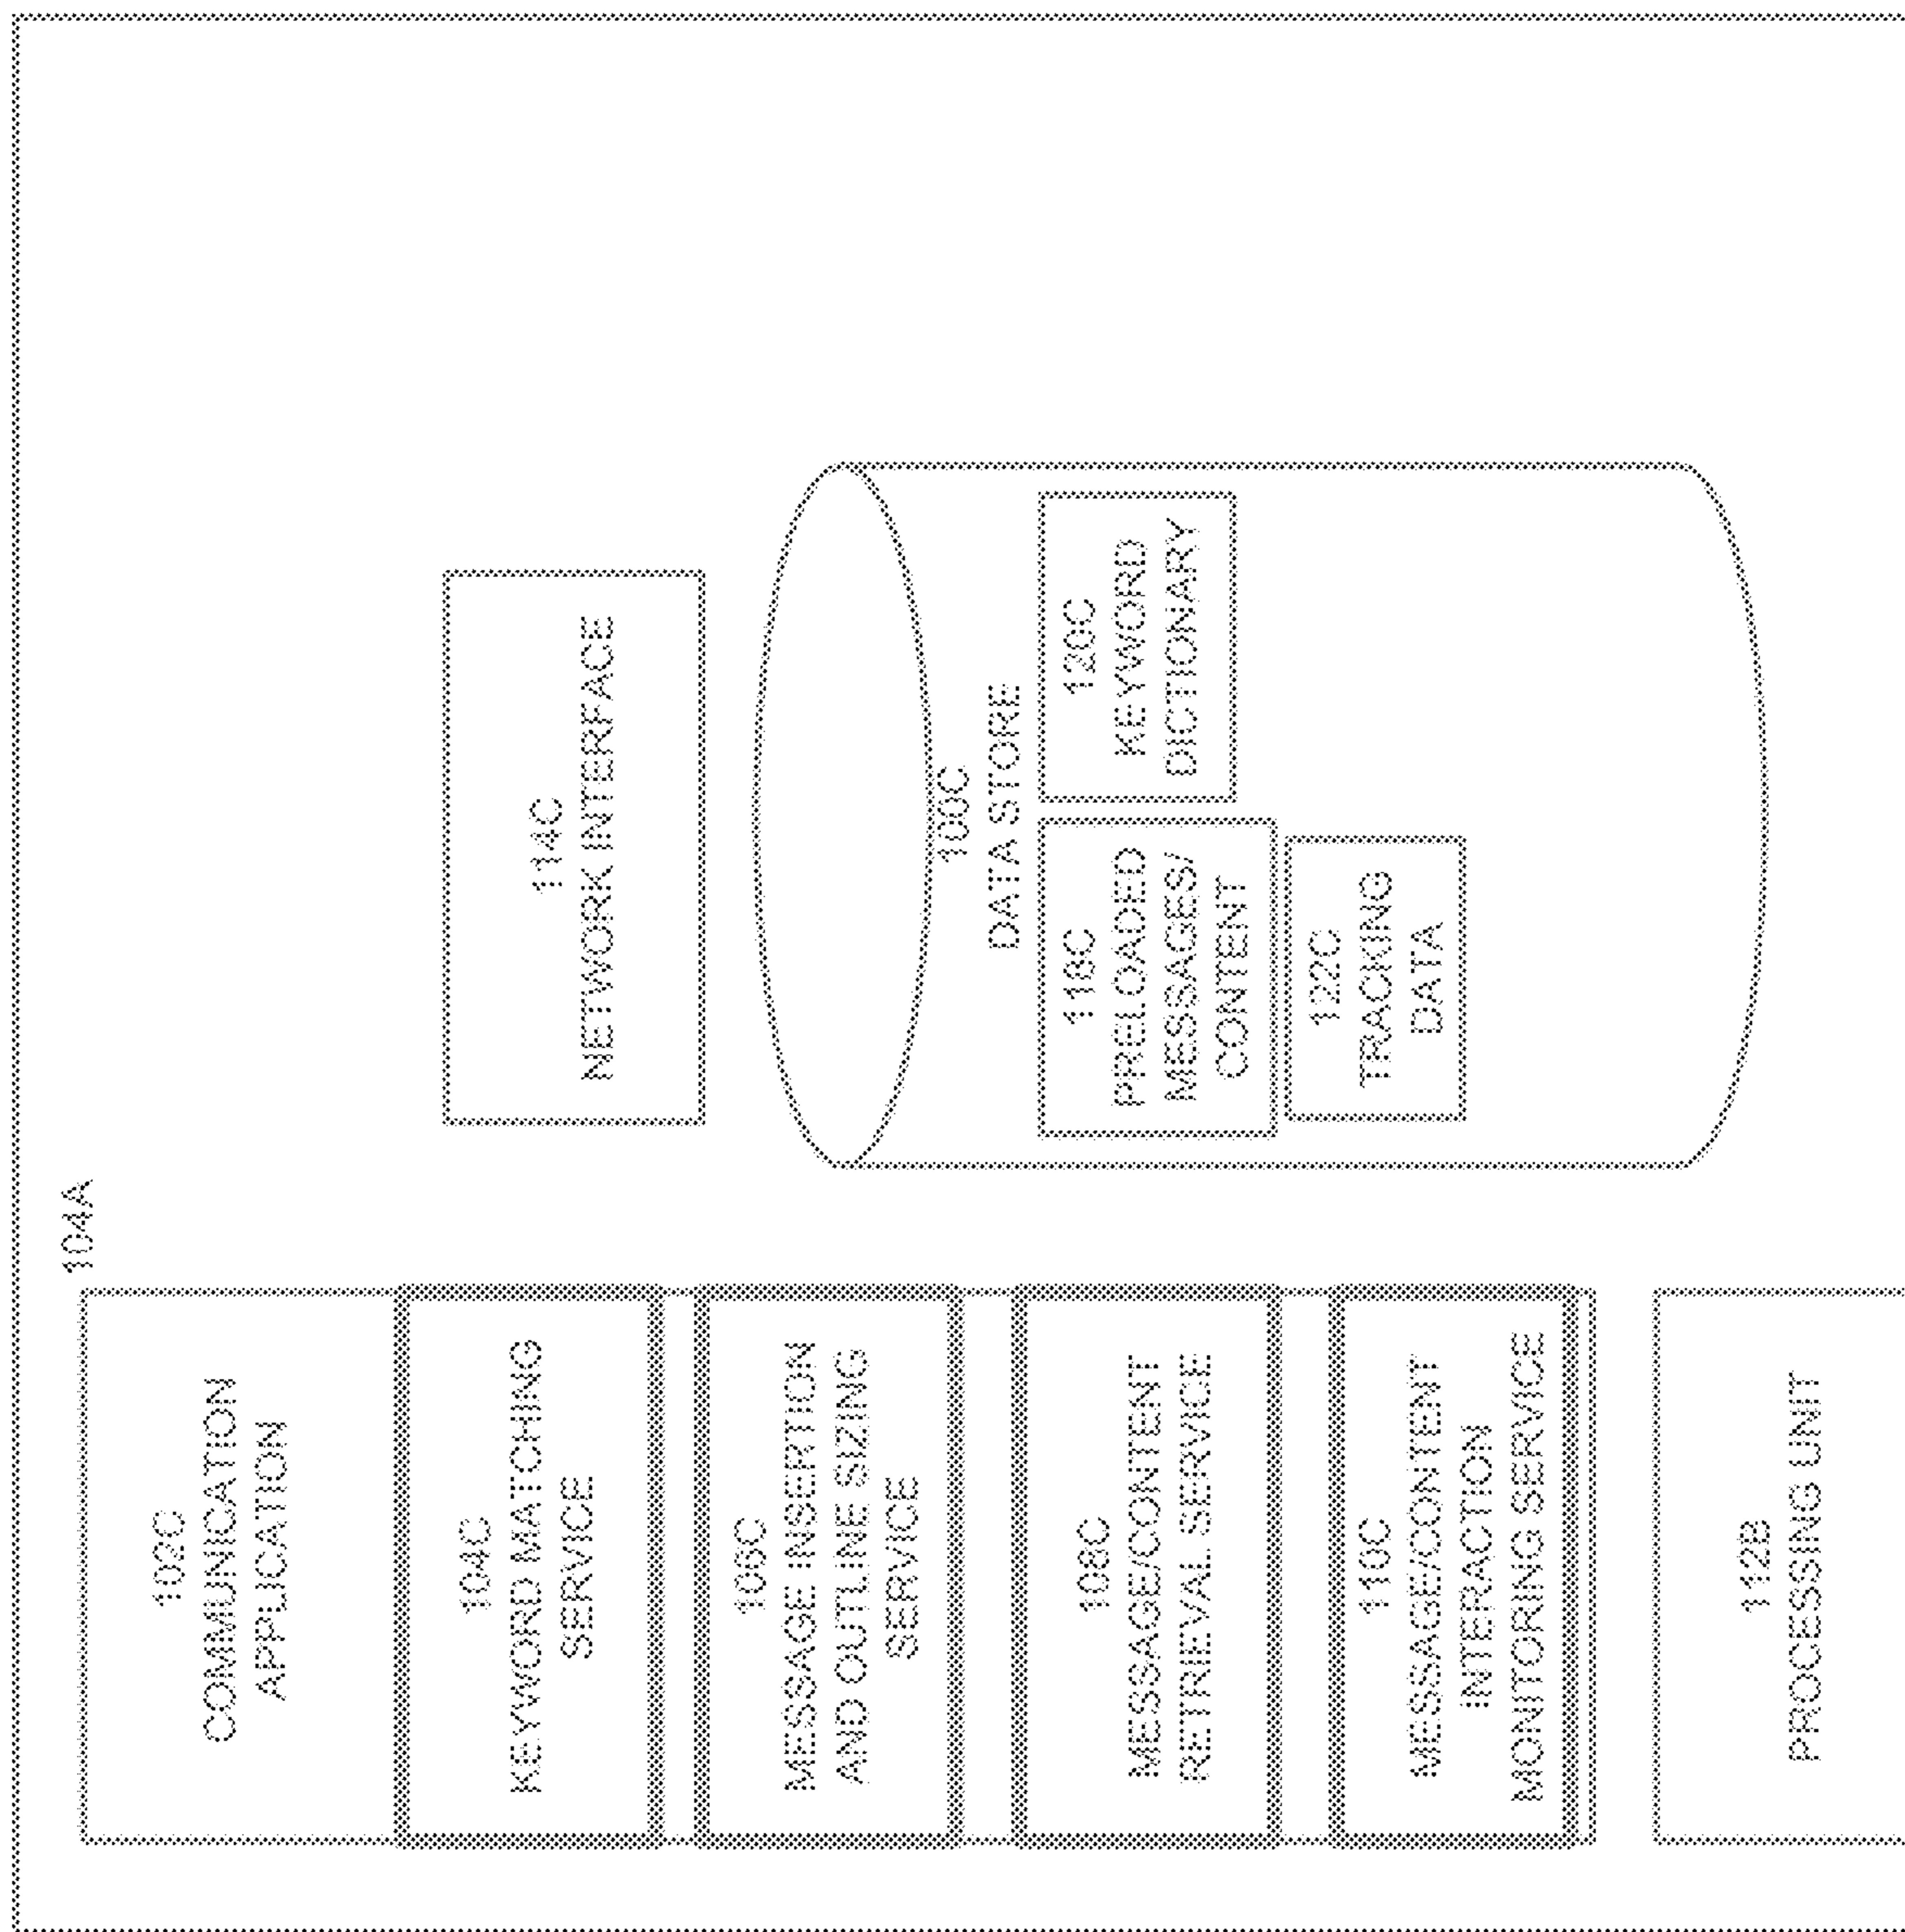 104A
102C
COMMUNICATION
APPLICATION
104C
KEYWORD MATCHING
SERVICE
106C
MESSAGE INSERTION
AND OUTLINE SIZING
SERVICE
108C
MESSAGE/CONTENT
RETRIEVAL SERVICE
110C
MESSAGE/CONTENT
INTERACTION
MONITORING SERVICE
112B
PROCESSING UNIT
114C
NETWORK INTERFACE
100C
DATA STORE
118C
PRELOADED
MESSAGES/
CONTENT
120C
KEYWORD
DICTIONARY
122C
TRACKING
DATA